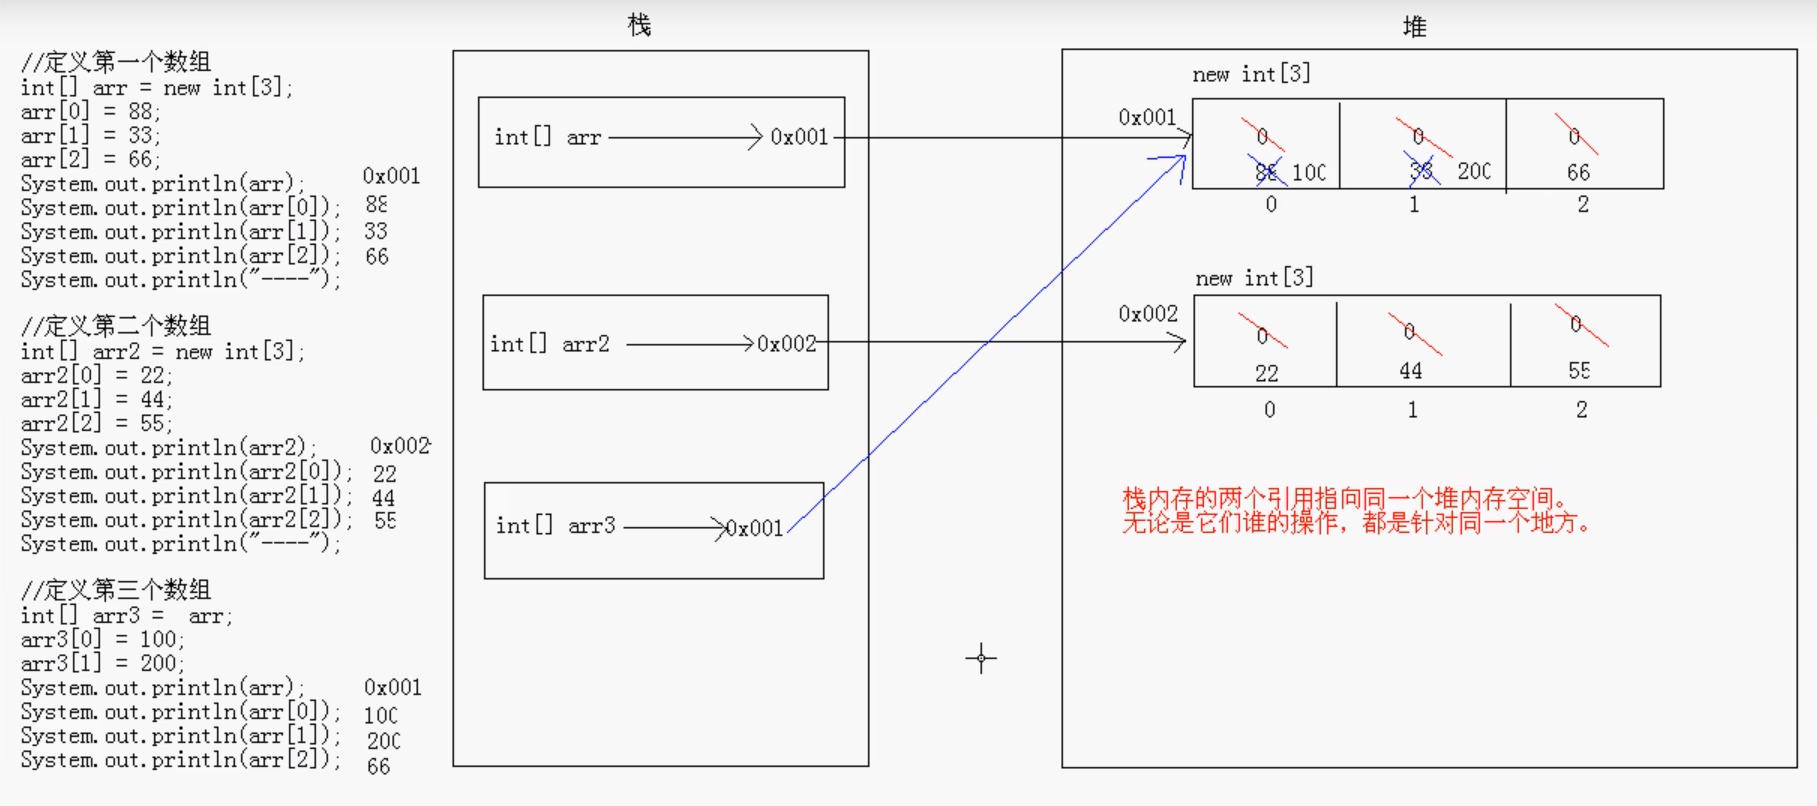 //定义第一个数组
int[] arr = new int[3];
arr[0] = 88;
arr[1] = 33;
arr[2] = 66;
System.out.println(arr); 0x001
System.out.println(arr[0]); 88
System.out.println(arr[1]); 33
System.out.println(arr[2]); 66
System.out.println("----");
//定义第二个数组
int[] arr2 = new int[3];
arr2[0] = 22;
arr2[1] = 44;
arr2[2] = 55;
System.out.println(arr2); 0x002
System.out.println(arr2[0]); 22
System.out.println(arr2[1]); 44
System.out.println(arr2[2]); 55
System.out.println("----");
//定义第三个数组
int[] arr3 = arr;
arr3[0] = 100;
arr3[1] = 200;
System.out.println(arr); 0x001
System.out.println(arr[0]); 100
System.out.println(arr[1]); 200
System.out.println(arr[2]); 66
栈
int[] arr 0x001
int[] arr2 0x002
int[] arr3 0x001
堆
new int[3]
0x001
0 0 0
88 100 33 200 66
0 1 2
new int[3]
0x002
0 0 0
22 44 55
0 1 2
栈内存的两个引用指向同一个堆内存空间。
无论是它们谁的操作，都是针对同一个地方。